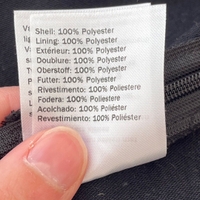 Shell: 100% Polyester
Lining: 100% Polyester
Extérieur: 100% Polyester
Doublure: 100% Polyester
Oberstoff: 100% Polyester
Futter: 100% Polyester
Rivestimento: 100% Poliestere
Fodera: 100% Poliestere
Acolchado: 100% Poliéster
Revestimiento: 100% Poliéster